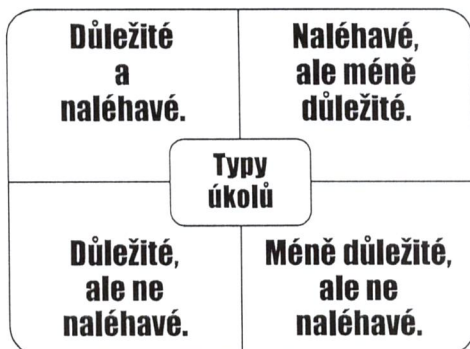 Důležité
a
naléhavé.
Naléhavé,
ale méně
důležité.
Typy
úkolů
Důležité,
ale ne
naléhavé.
Méně důležité,
ale ne
naléhavé.